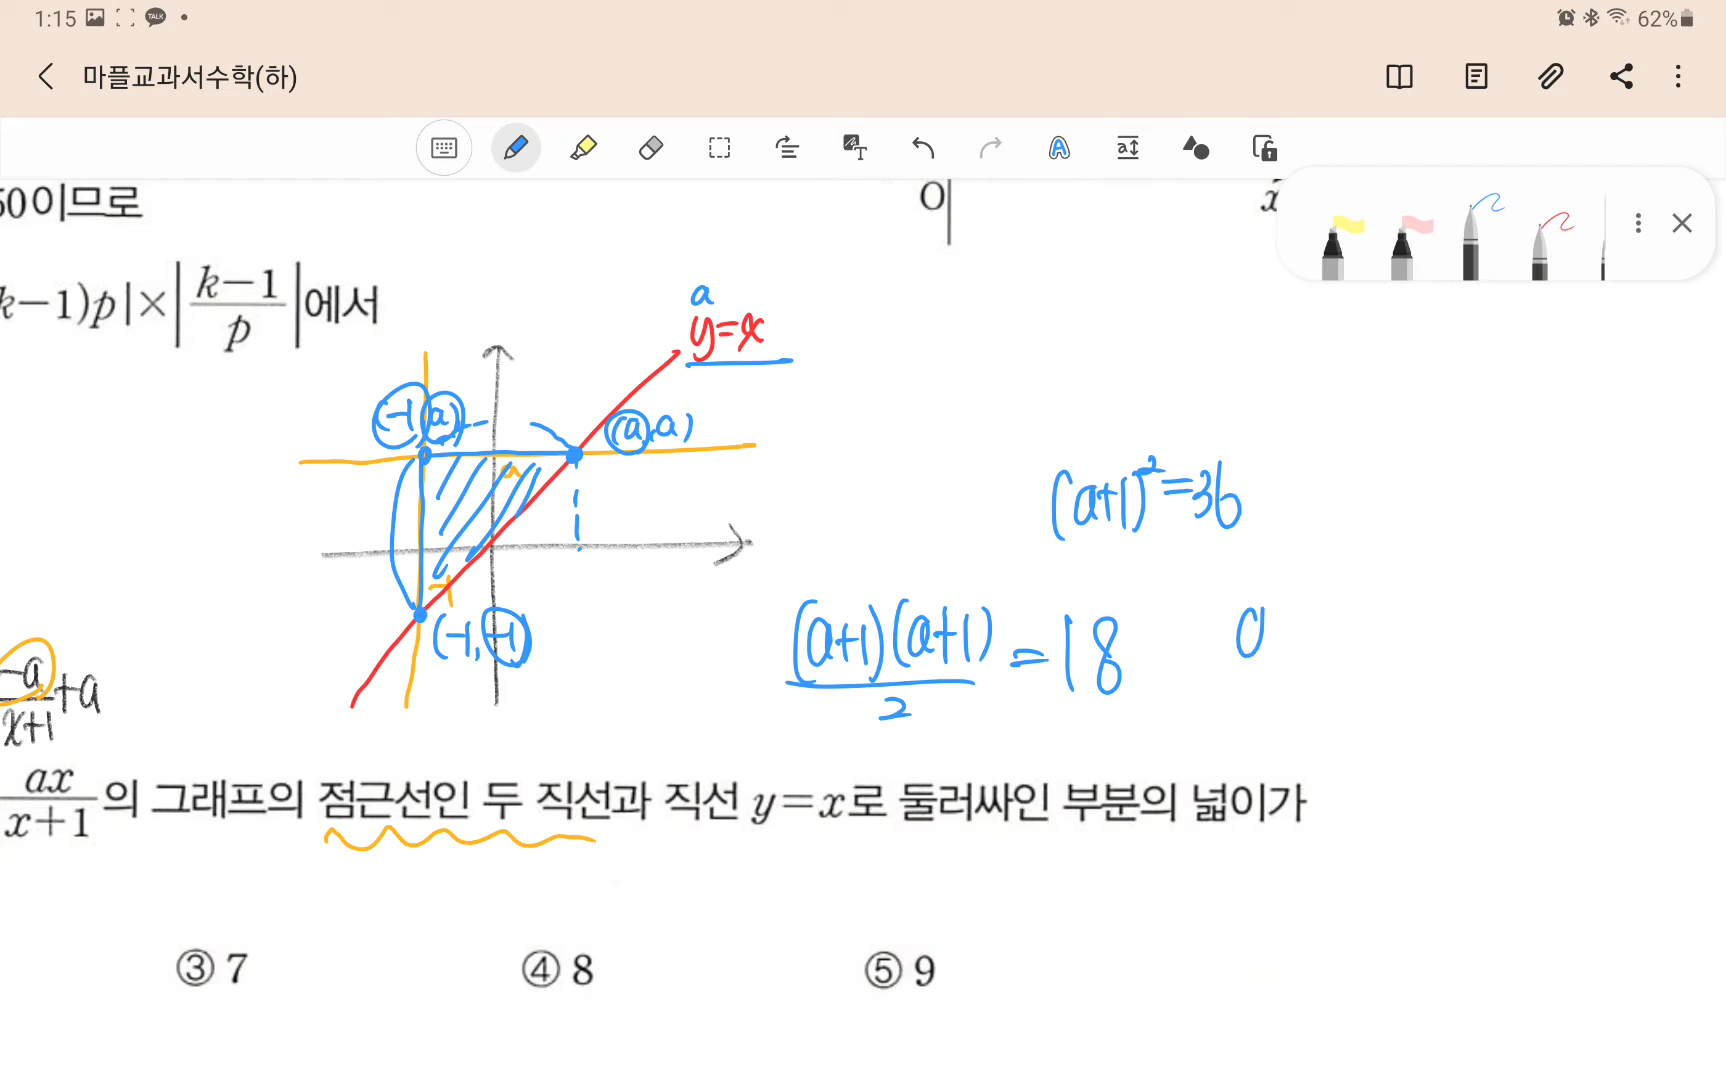 1:15 TALK 62%
마플교과서수학(하)
a
50이므로
O
x
k-1)p|×|k-1/p|에서
a
y=x
(-1, a)
(a, a)
a
(a+1)²=36
-1
(-1, -1)
(a+1)(a+1)/2 = 18
-a/x+1 +a
ax/x+1의 그래프의 점근선인 두 직선과 직선 y=x로 둘러싸인 부분의 넓이가
③ 7 ④ 8 ⑤ 9